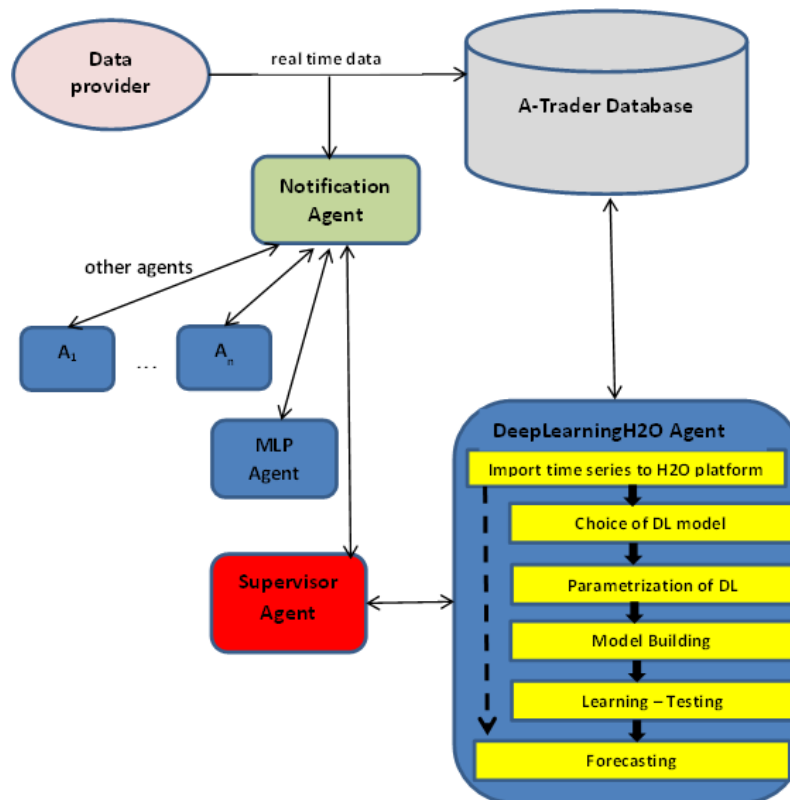 Data
provider
real time data
A-Trader Database
Notification
Agent
other agents
A1
...
An
MLP
Agent
Supervisor
Agent
DeepLearningH2O Agent
Import time series to H2O platform
Choice of DL model
Parametrization of DL
Model Building
Learning – Testing
Forecasting